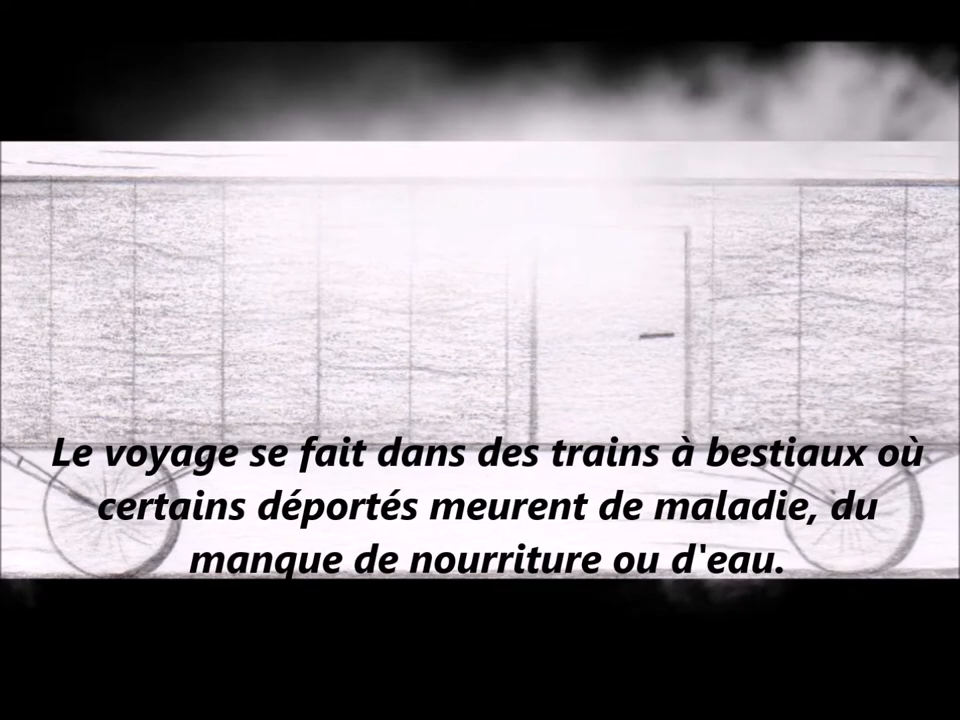 Le voyage se fait dans des trains à bestiaux où
certains déportés meurent de maladie, du
manque de nourriture ou d'eau.